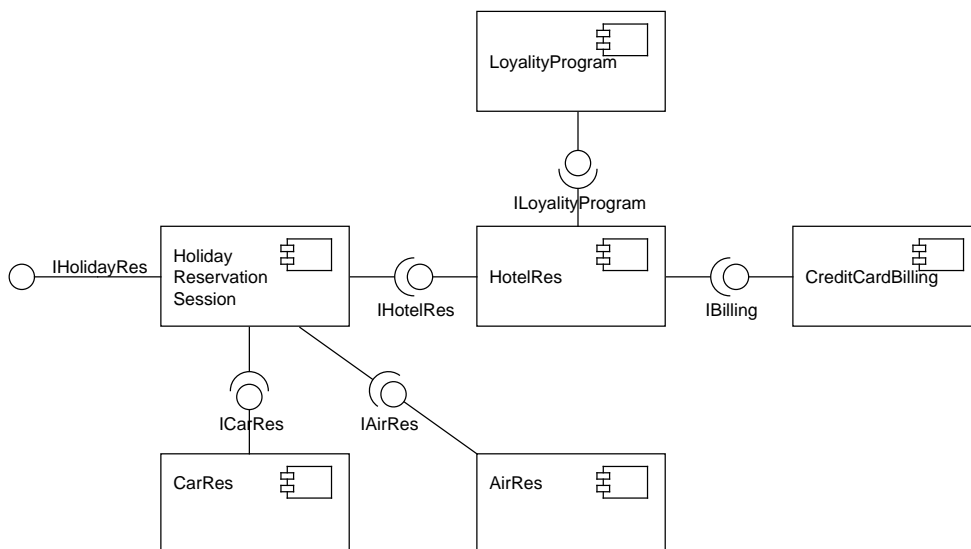 LoyalityProgram
ILoyalityProgram
IHolidayRes
Holiday
Reservation
Session
IHotelRes
HotelRes
IBilling
CreditCardBilling
ICarRes
IAirRes
CarRes
AirRes